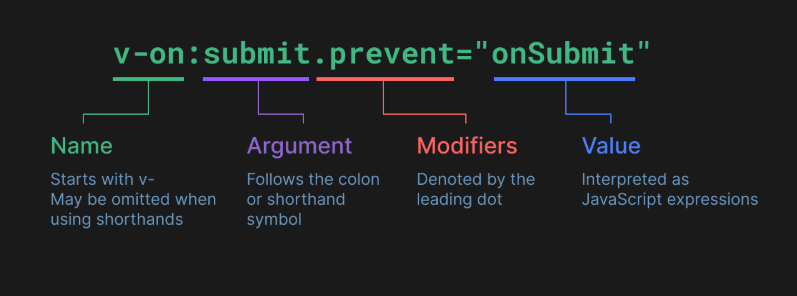 v-on:submit.prevent="onSubmit"
Name
Starts with v-
May be omitted when
using shorthands
Argument
Follows the colon
or shorthand
symbol
Modifiers
Denoted by the
leading dot
Value
Interpreted as
JavaScript expressions